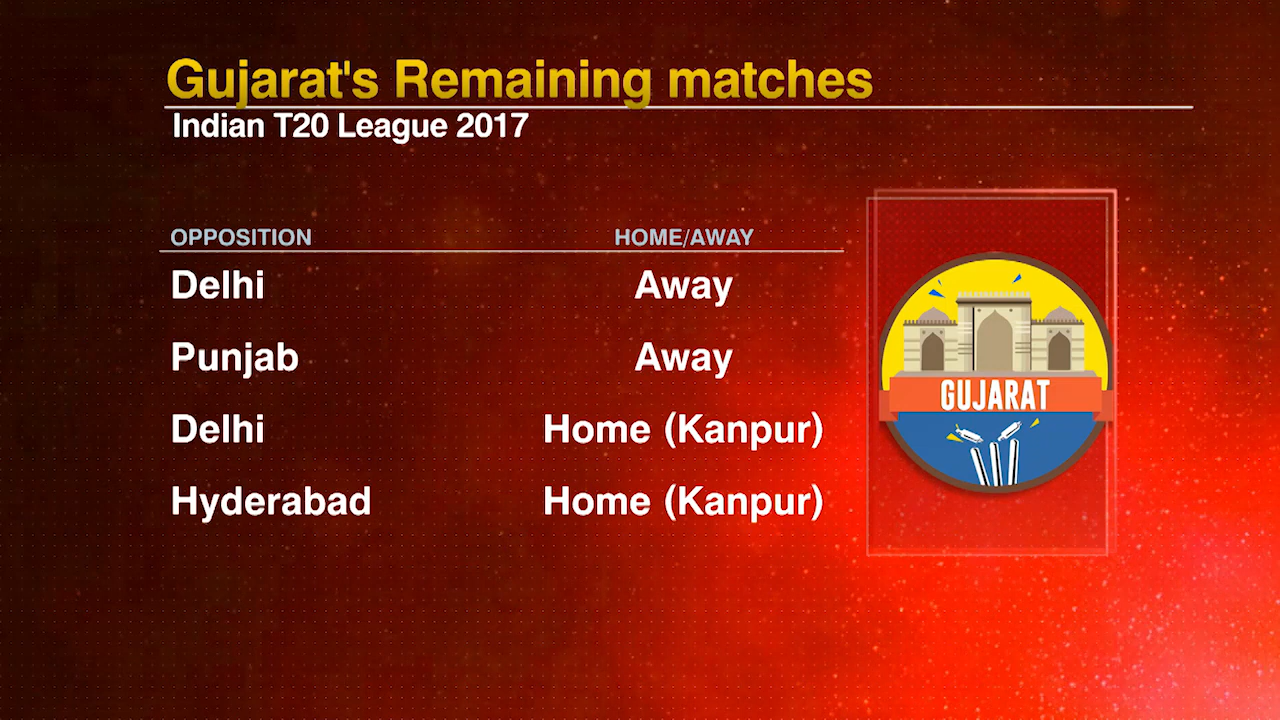 Gujarat's Remaining matches
Indian T20 League 2017
OPPOSITION HOME/AWAY
Delhi Away
Punjab Away
Delhi Home (Kanpur)
Hyderabad Home (Kanpur)
GUJARAT